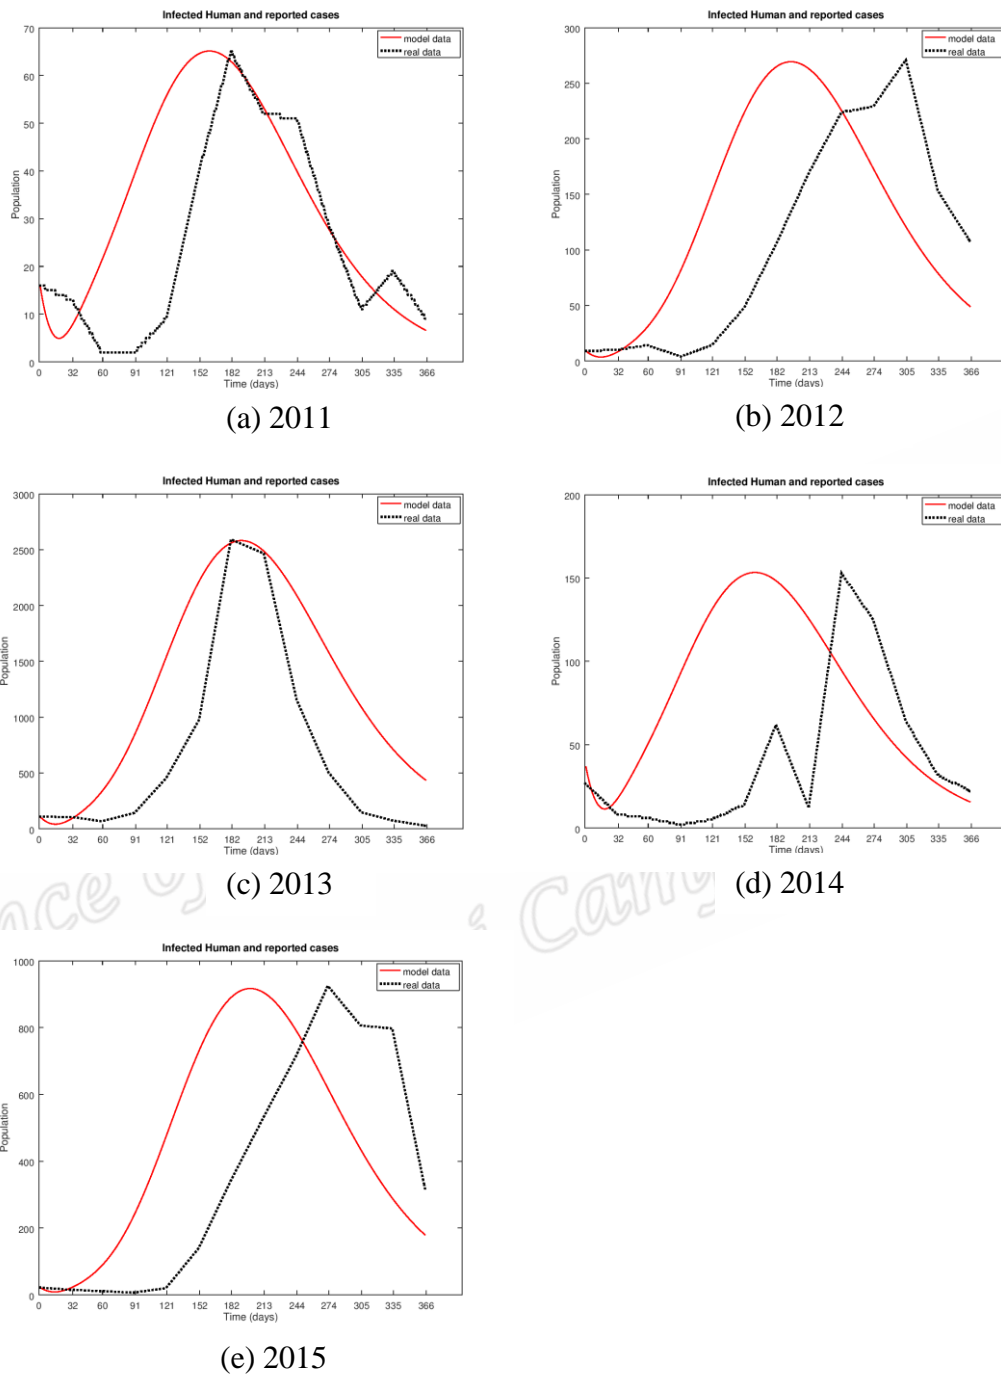 Infected Human and reported cases
model data
real data
Population
70
60
50
40
30
20
10
0
0 32 60 91 121 152 182 213 244 274 305 335 366
Time (days)
(a) 2011
Infected Human and reported cases
model data
real data
Population
300
250
200
150
100
50
0
0 32 60 91 121 152 182 213 244 274 305 335 366
Time (days)
(b) 2012
Infected Human and reported cases
model data
real data
Population
3000
2500
2000
1500
1000
500
0
0 32 60 91 121 152 182 213 244 274 305 335 366
Time (days)
(c) 2013
Infected Human and reported cases
model data
real data
Population
200
150
100
50
0
0 32 60 91 121 152 182 213 244 274 305 335 366
Time (days)
(d) 2014
Infected Human and reported cases
model data
real data
Population
1000
800
600
400
200
0
0 32 60 91 121 152 182 213 244 274 305 335 366
Time (days)
(e) 2015